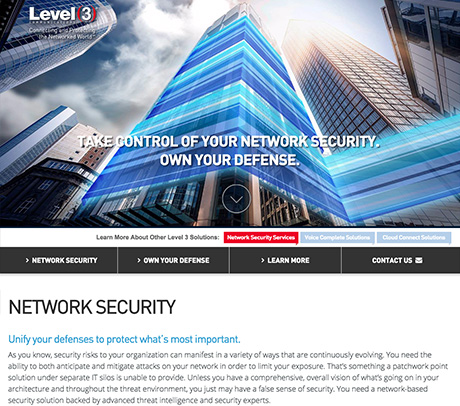 Level (3)
COMMUNICATIONS
Connecting and Protecting
the Networked World
TAKE CONTROL OF YOUR NETWORK SECURITY.
OWN YOUR DEFENSE.
Learn More About Other Level 3 Solutions: Network Security Services Voice Complete Solutions Cloud Connect Solutions
> NETWORK SECURITY > OWN YOUR DEFENSE > LEARN MORE CONTACT US
NETWORK SECURITY
Unify your defenses to protect what's most important.
As you know, security risks to your organization can manifest in a variety of ways that are continuously evolving. You need the
ability to both anticipate and mitigate attacks on your network in order to limit your exposure. That's something a patchwork point
solution under separate IT silos is unable to provide. Unless you have a comprehensive, overall vision of what's going on in your
architecture and throughout the threat environment, you just may have a false sense of security. You need a network-based
security solution backed by advanced threat intelligence and security experts.